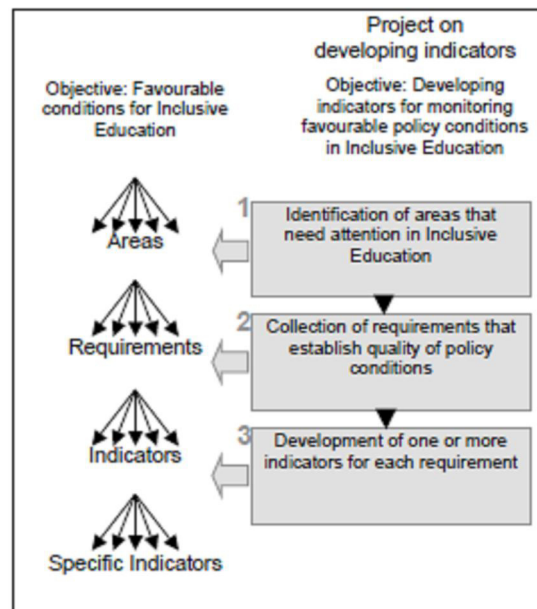 Project on
developing indicators
Objective: Favourable
conditions for Inclusive
Education
Objective: Developing
indicators for monitoring
favourable policy conditions
in Inclusive Education
1
Identification of areas that
need attention in Inclusive
Education
Areas
2
Collection of requirements that
establish quality of policy
conditions
Requirements
3
Development of one or more
indicators for each requirement
Indicators
Specific Indicators